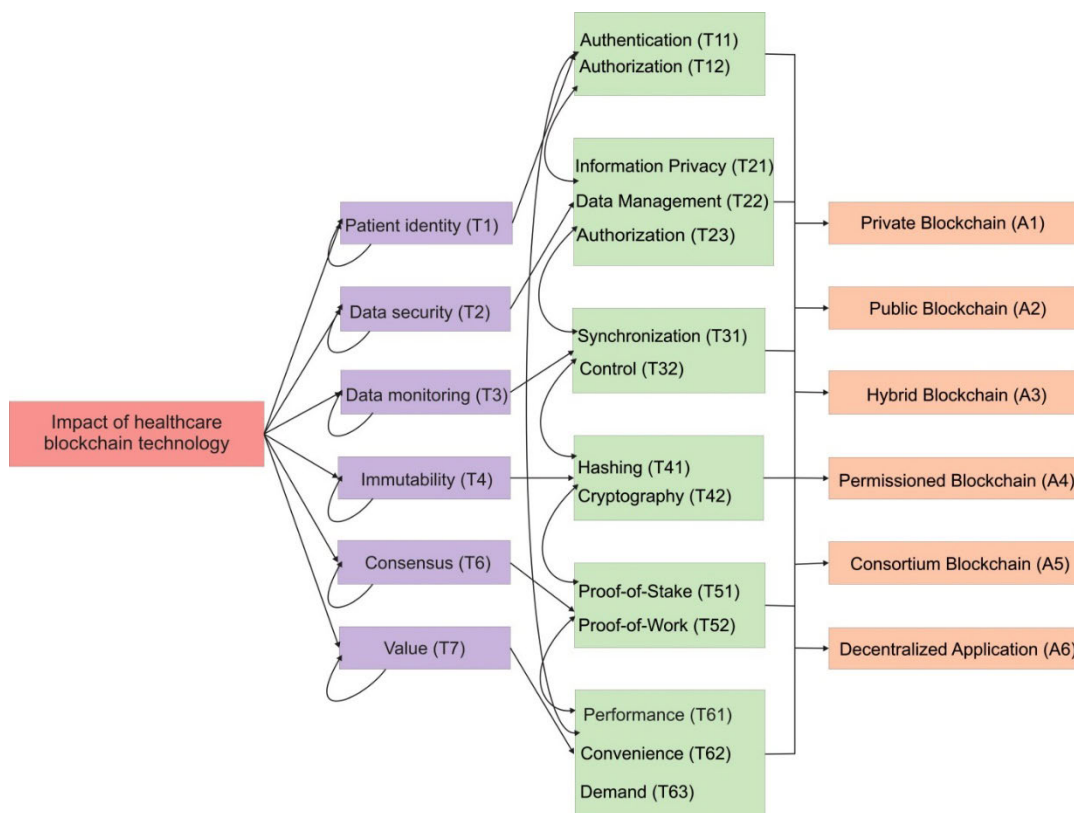 Impact of healthcare
blockchain technology
Patient identity (T1)
Data security (T2)
Data monitoring (T3)
Immutability (T4)
Consensus (T6)
Value (T7)
Authentication (T11)
Authorization (T12)
Information Privacy (T21)
Data Management (T22)
Authorization (T23)
Synchronization (T31)
Control (T32)
Hashing (T41)
Cryptography (T42)
Proof-of-Stake (T51)
Proof-of-Work (T52)
Performance (T61)
Convenience (T62)
Demand (T63)
Private Blockchain (A1)
Public Blockchain (A2)
Hybrid Blockchain (A3)
Permissioned Blockchain (A4)
Consortium Blockchain (A5)
Decentralized Application (A6)